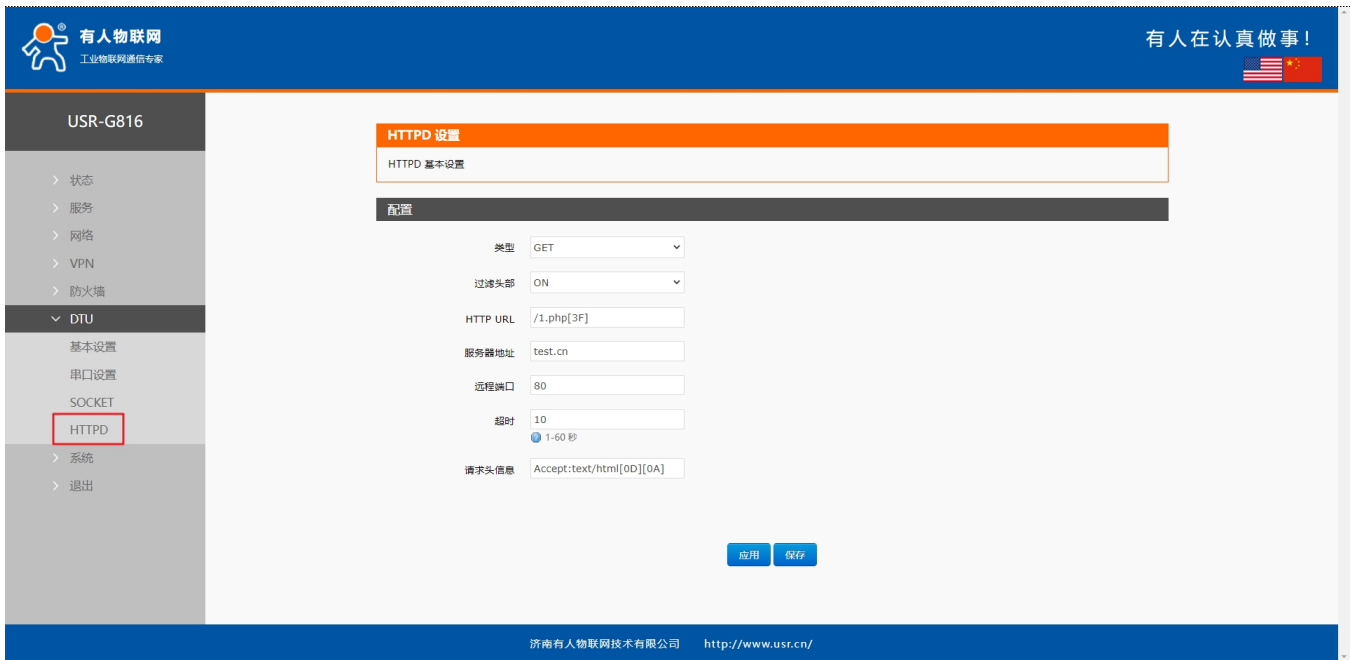 有人物联网
®
工业物联网通信专家
有人在认真做事!
USR-G816
状态
服务
网络
VPN
防火墙
DTU
基本设置
串口设置
SOCKET
HTTPD
系统
退出
HTTPD 设置
HTTPD 基本设置
配置
类型 GET
过滤头部 ON
HTTP URL /1.php[3F]
服务器地址 test.cn
远程端口 80
超时 10
1-60 秒
请求头信息 Accept:text/html[0D][0A]
应用 保存
济南有人物联网技术有限公司 http://www.usr.cn/